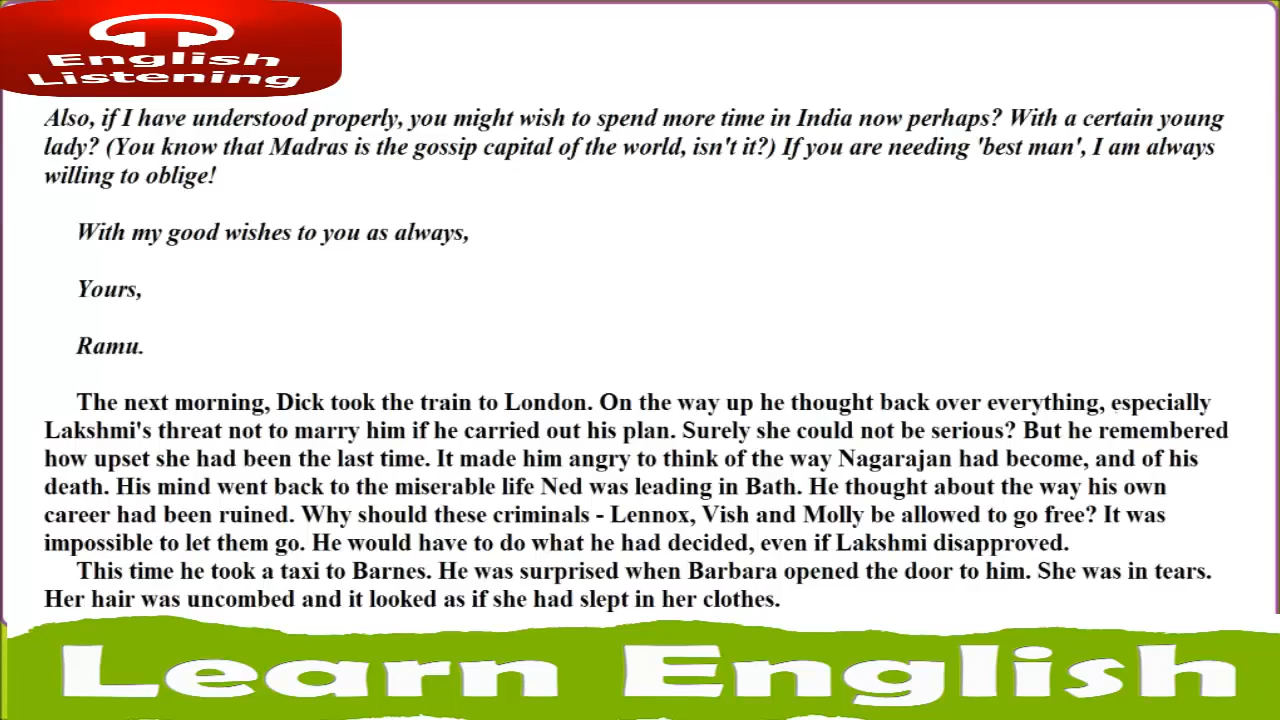 English
Listening
Also, if I have understood properly, you might wish to spend more time in India now perhaps? With a certain young
lady? (You know that Madras is the gossip capital of the world, isn't it?) If you are needing 'best man', I am always
willing to oblige!
With my good wishes to you as always,
Yours,
Ramu.
The next morning, Dick took the train to London. On the way up he thought back over everything, especially
Lakshmi's threat not to marry him if he carried out his plan. Surely she could not be serious? But he remembered
how upset she had been the last time. It made him angry to think of the way Nagarajan had become, and of his
death. His mind went back to the miserable life Ned was leading in Bath. He thought about the way his own
career had been ruined. Why should these criminals - Lennox, Vish and Molly be allowed to go free? It was
impossible to let them go. He would have to do what he had decided, even if Lakshmi disapproved.
This time he took a taxi to Barnes. He was surprised when Barbara opened the door to him. She was in tears.
Her hair was uncombed and it looked as if she had slept in her clothes.
Learn English